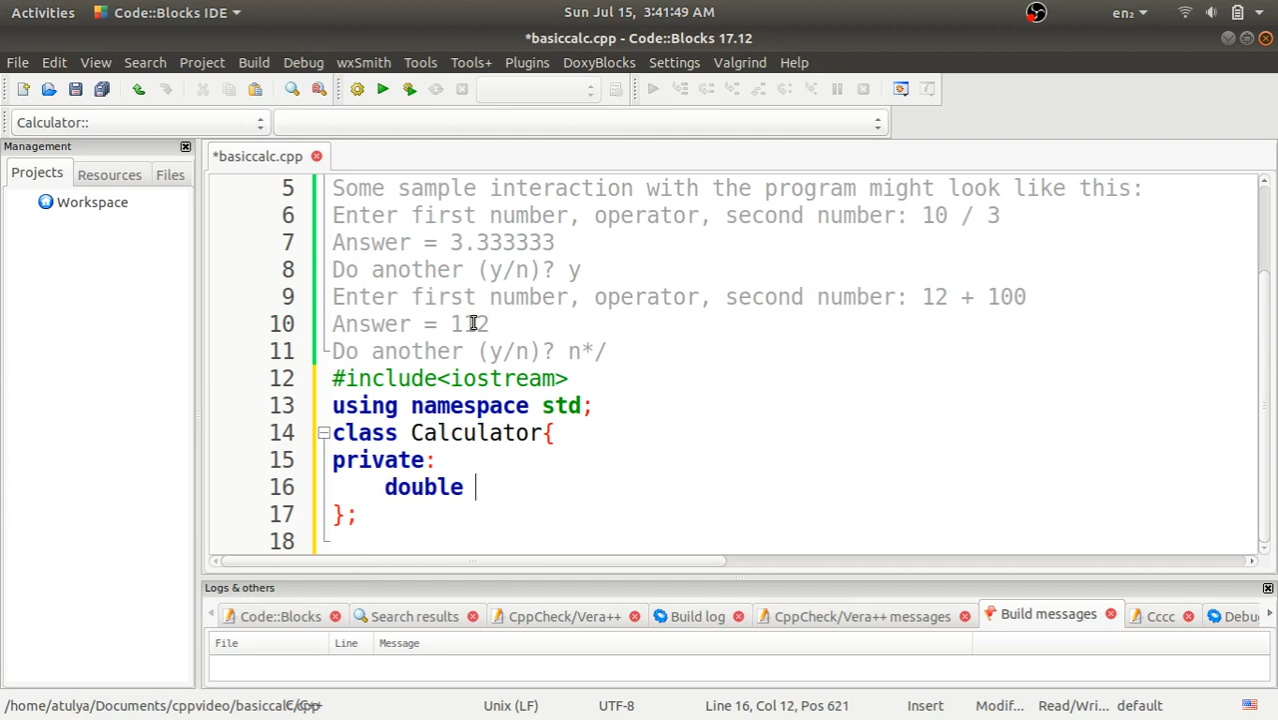 Activities Code::Blocks IDE Sun Jul 15, 3:41:49 AM en₂
*basiccalc.cpp - Code::Blocks 17.12
File Edit View Search Project Build Debug wxSmith Tools Tools+ Plugins DoxyBlocks Settings Valgrind Help
Calculator::
Management
Projects Resources Files
Workspace
*basiccalc.cpp
5 Some sample interaction with the program might look like this:
6 Enter first number, operator, second number: 10 / 3
7 Answer = 3.333333
8 Do another (y/n)? y
9 Enter first number, operator, second number: 12 + 100
10 Answer = 112
11 Do another (y/n)? n*/
12 #include<iostream>
13 using namespace std;
14 class Calculator{
15 private:
16 double
17 };
18
Logs & others
Code::Blocks Search results CppCheck/Vera++ Build log CppCheck/Vera++ messages Build messages Cccc Debu
File Line Message
/home/atulya/Documents/cppvideo/basiccalc.cpp Unix (LF) UTF-8 Line 16, Col 12, Pos 621 Insert Modif... Read/Wri... default